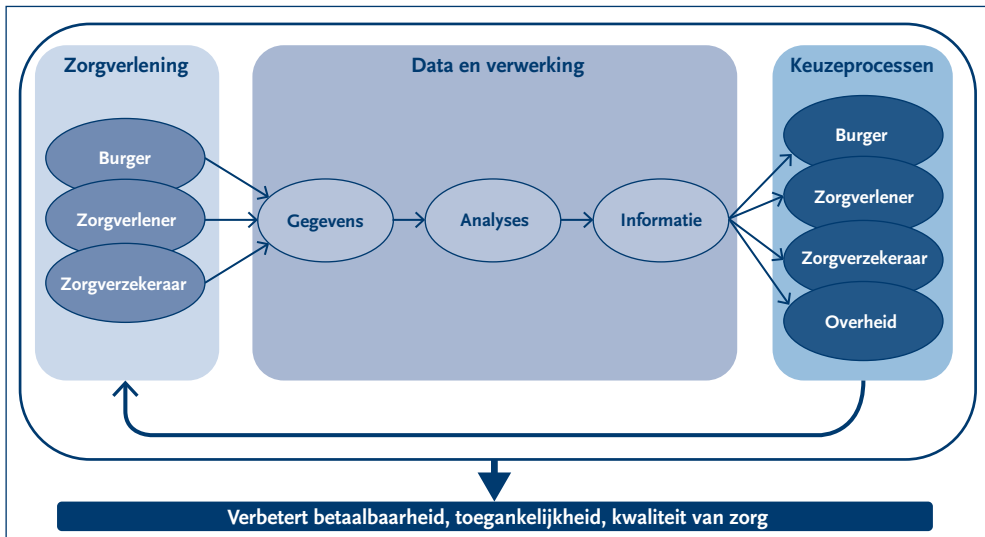 Zorgverlening
Burger
Zorgverlener
Zorgverzekeraar
Data en verwerking
Gegevens
Analyses
Informatie
Keuzeprocessen
Burger
Zorgverlener
Zorgverzekeraar
Overheid
Verbetert betaalbaarheid, toegankelijkheid, kwaliteit van zorg